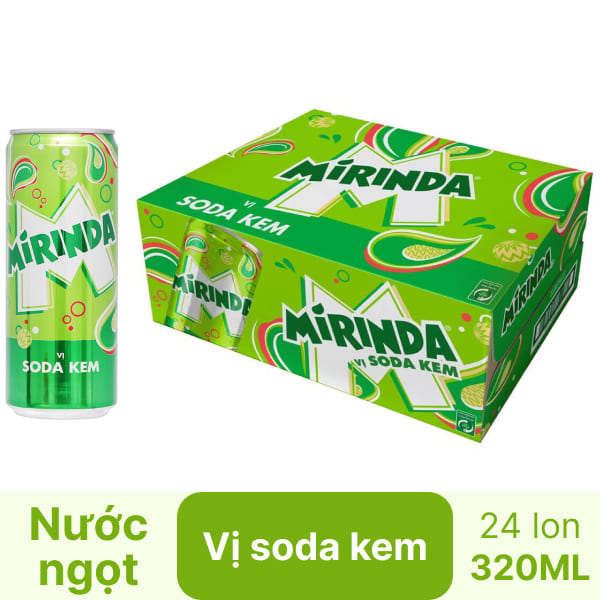 MIRINDA
VỊ
SODA KEM
MIRINDA
VỊ
SODA KEM
MIRINDA
MIRINDA
VỊ SODA KEM
MIRINDA
Nước
ngọt
Vị soda kem
24 lon
320ML